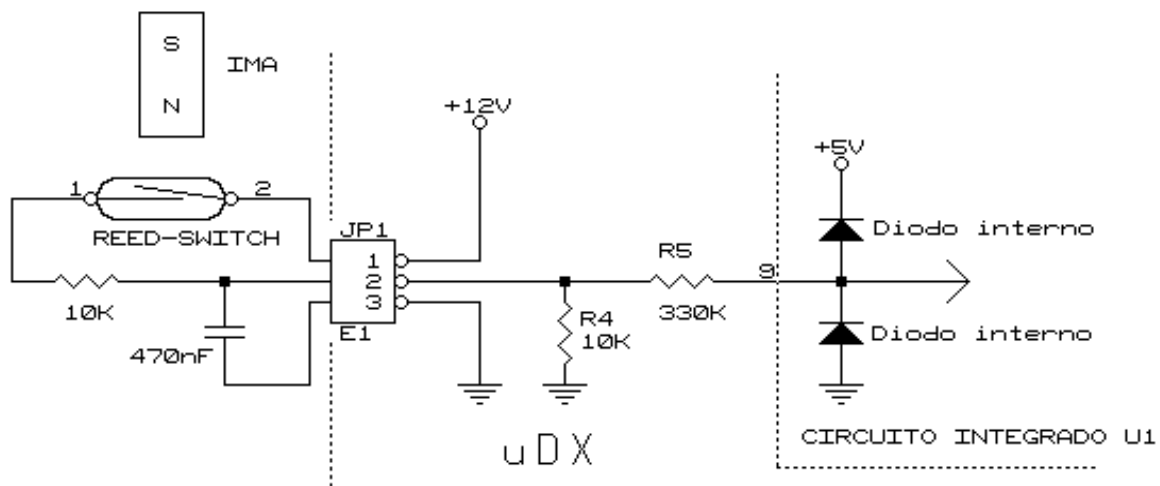 S
IMA
N
+12V
+5V
1
2
REED-SWITCH
JP1
Diodo interno
1
2
3
R5
9
10K
330K
R4
10K
E1
Diodo interno
470nF
uDX
CIRCUITO INTEGRADO U1